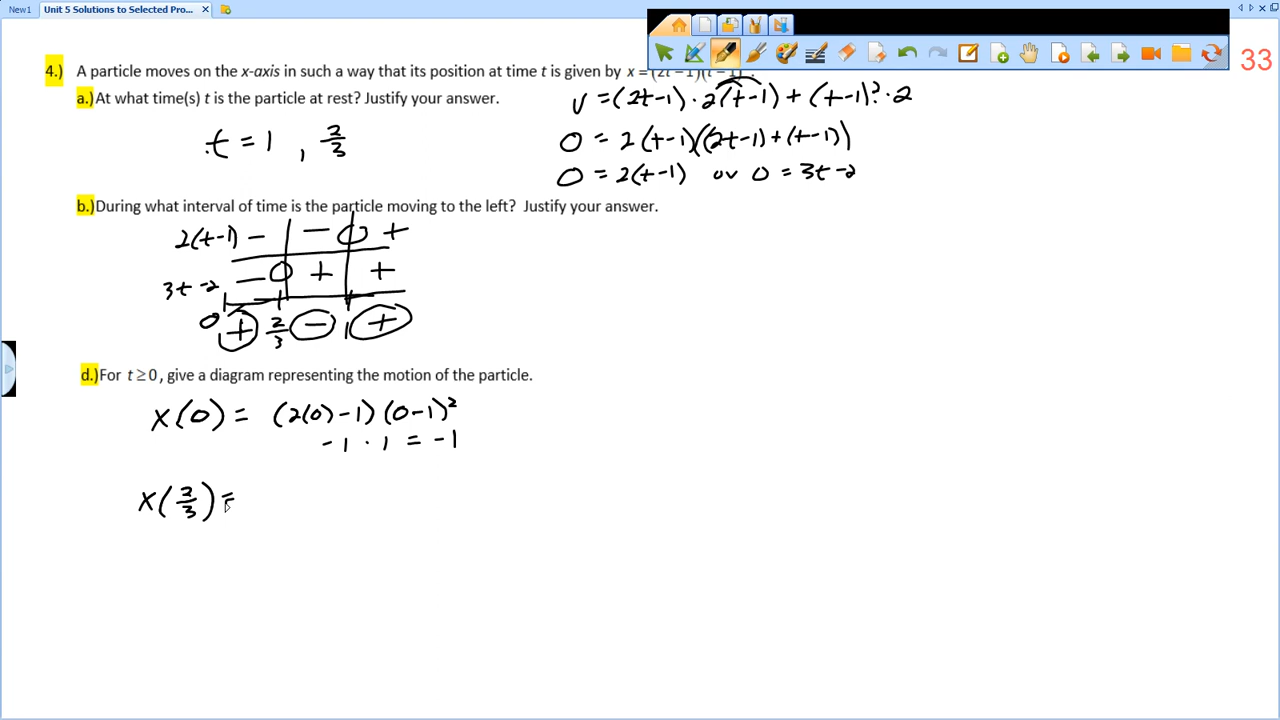 New1 Unit 5 Solutions to Selected Pro...
33
4.) A particle moves on the x-axis in such a way that its position at time t is given by x = (2t − 1)(t − 1)
a.) At what time(s) t is the particle at rest? Justify your answer.
v = (2t-1) · 2(t-1) + (t-1)² · 2
t = 1 , 2/3
0 = 2(t-1)((2t-1)+(t-1))
0 = 2(t-1) or 0 = 3t-2
b.) During what interval of time is the particle moving to the left? Justify your answer.
2(t-1) - - 0 +
3t-2 - 0 + +
0 + 2/3 - 1 +
d.) For t ≥ 0, give a diagram representing the motion of the particle.
x(0) = (2(0)-1)(0-1)²
-1 · 1 = -1
x(2/3) =